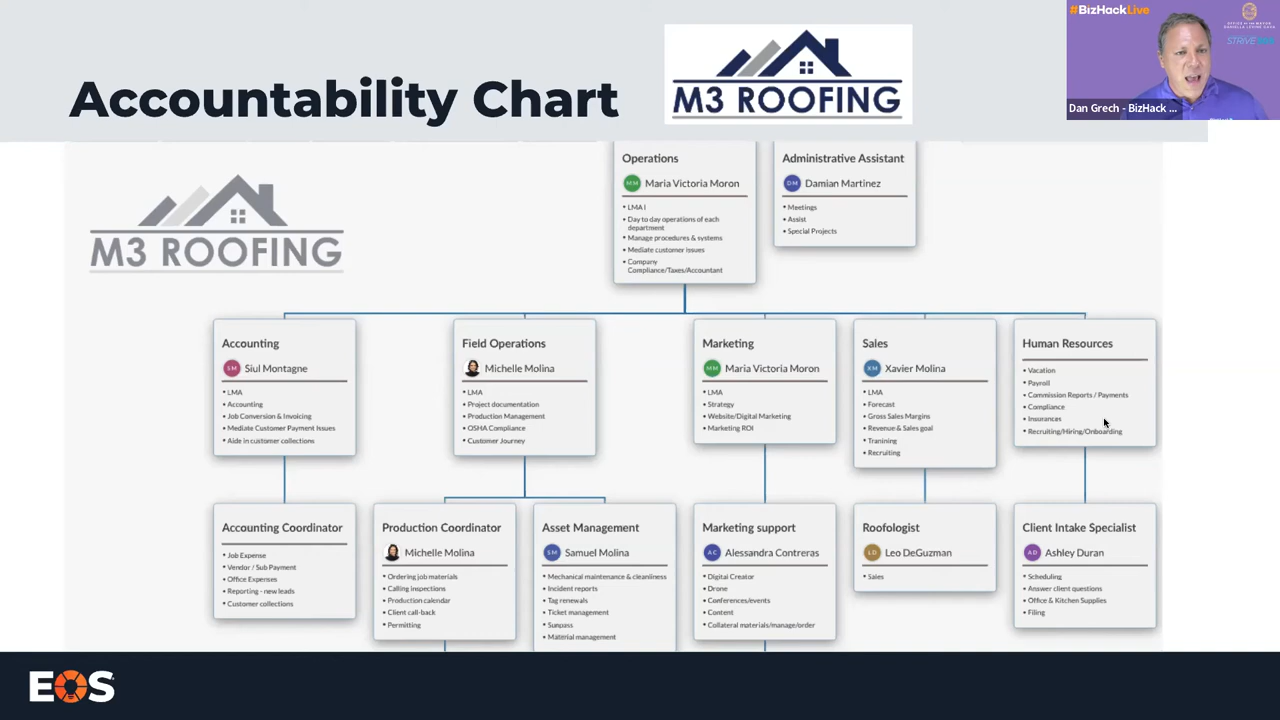 #BizHackLive
OFFICE OF THE MAYOR
DANIELLA LEVINE CAVA
Dan Grech - BizHack ...
Accountability Chart
M3 ROOFING
M3 ROOFING
Operations
MM Maria Victoria Moron
• LMA I
• Day to day operations of each
department
• Manage procedures & systems
• Mediate customer issues
• Company
Compliance/Taxes/Accountant
Administrative Assistant
DM Damian Martinez
• Meetings
• Assist
• Special Projects
Accounting
SM Siul Montagne
• LMA
• Accounting
• Job Conversion & Invoicing
• Mediate Customer Payment Issues
• Aide in customer collections
Field Operations
Michelle Molina
• LMA
• Project documentation
• Production Management
• OSHA Compliance
• Customer Journey
Marketing
MM Maria Victoria Moron
• LMA
• Strategy
• Website/Digital Marketing
• Marketing ROI
Sales
XM Xavier Molina
• LMA
• Forecast
• Gross Sales Margins
• Revenue & Sales goal
• Tranining
• Recruiting
Human Resources
• Vacation
• Payroll
• Commission Reports / Payments
• Compliance
• Insurances
• Recruiting/Hiring/Onboarding
Accounting Coordinator
• Job Expense
• Vendor / Sub Payment
• Office Expenses
• Reporting - new leads
• Customer collections
Production Coordinator
Michelle Molina
• Ordering job materials
• Calling inspections
• Production calendar
• Client call-back
• Permitting
Asset Management
SM Samuel Molina
• Mechanical maintenance & cleanliness
• Incident reports
• Tag renewals
• Ticket management
• Sunpass
• Material management
Marketing support
AC Alessandra Contreras
• Digital Creator
• Drone
• Conferences/events
• Content
• Collateral materials/manage/order
Roofologist
LD Leo DeGuzman
• Sales
Client Intake Specialist
AD Ashley Duran
• Scheduling
• Answer client questions
• Office & Kitchen Supplies
• Filing
EOS